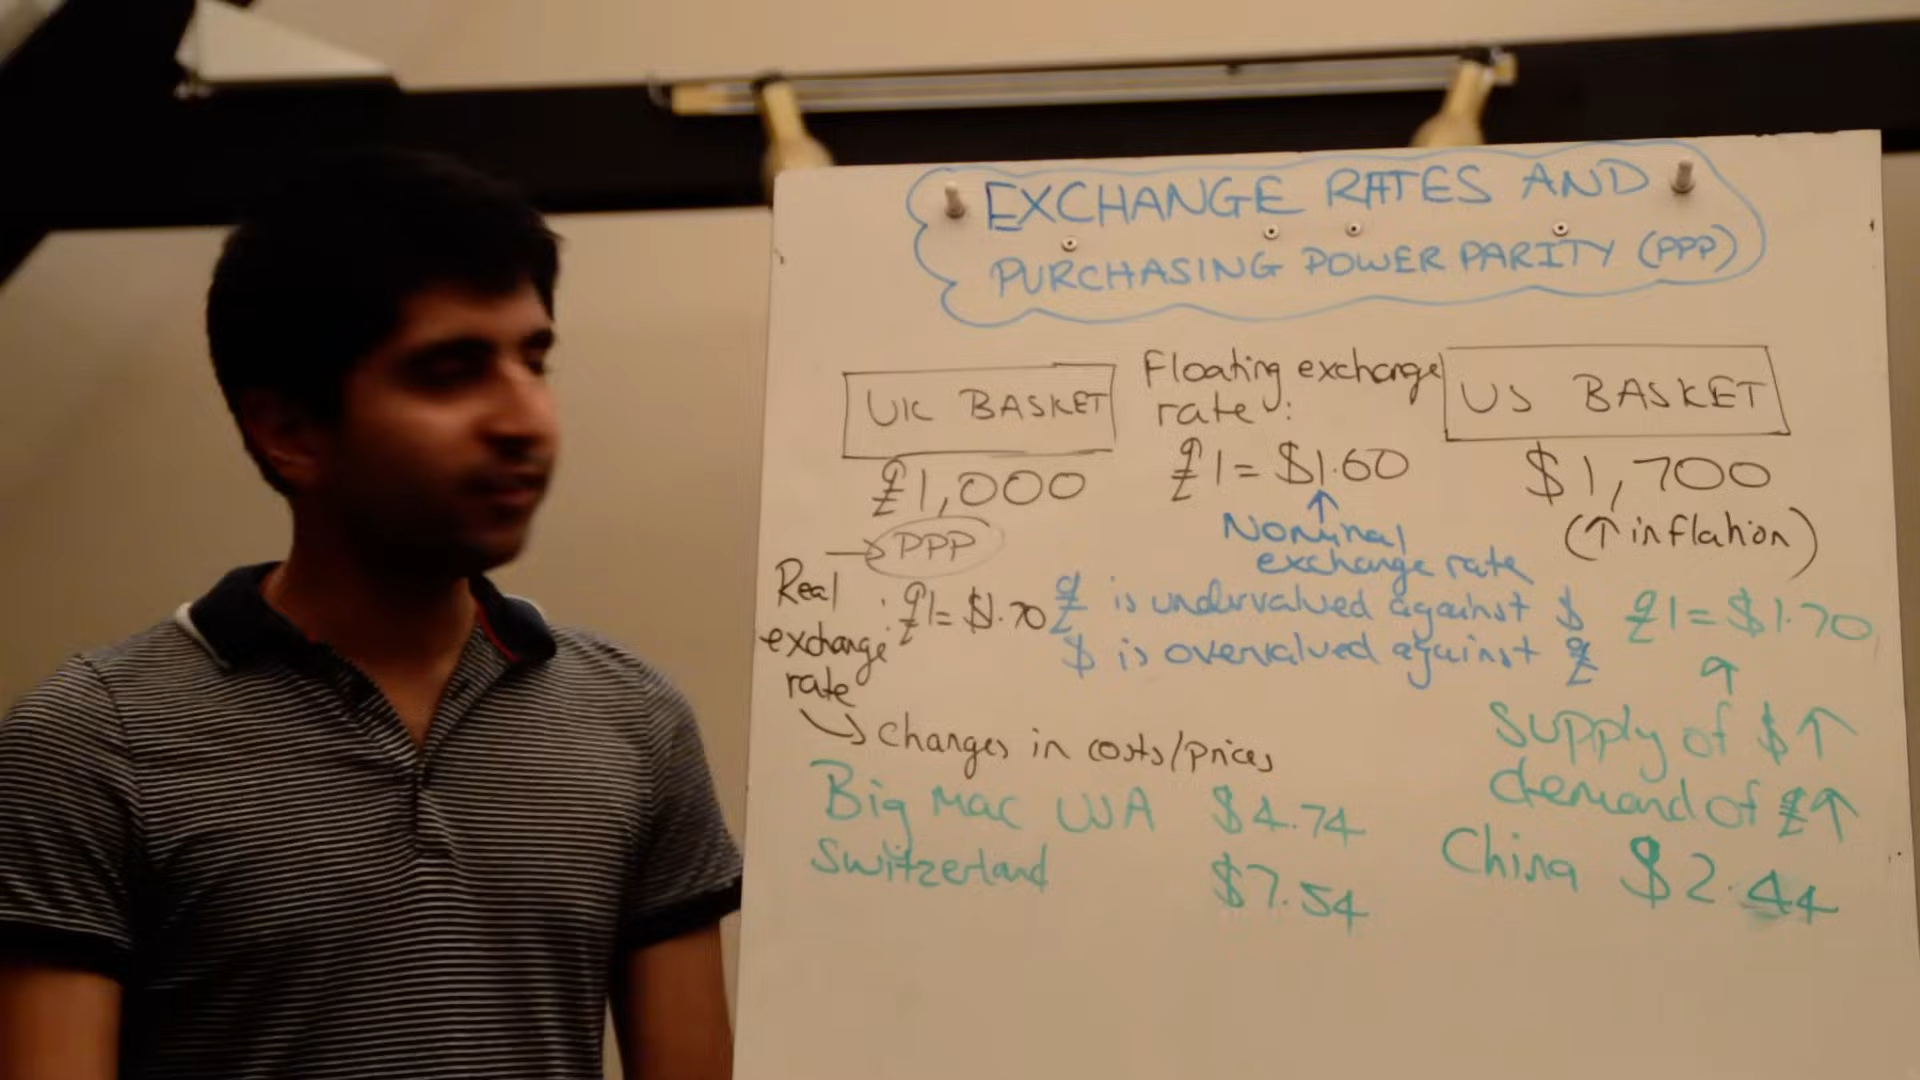 EXCHANGE RATES AND
PURCHASING POWER PARITY (PPP)
UK BASKET
£1,000
Floating exchange
rate:
£1 = $1.60
Nominal
exchange rate
US BASKET
$1,700
(↑ inflation)
→ PPP
Real
exchange
rate
: £1 = $1.70
£ is undervalued against $
$ is overvalued against £
£1 = $1.70
↳ changes in costs/prices
Supply of $ ↑
demand of £ ↑
Big Mac $4.74
Switzerland $7.54
China $2.44